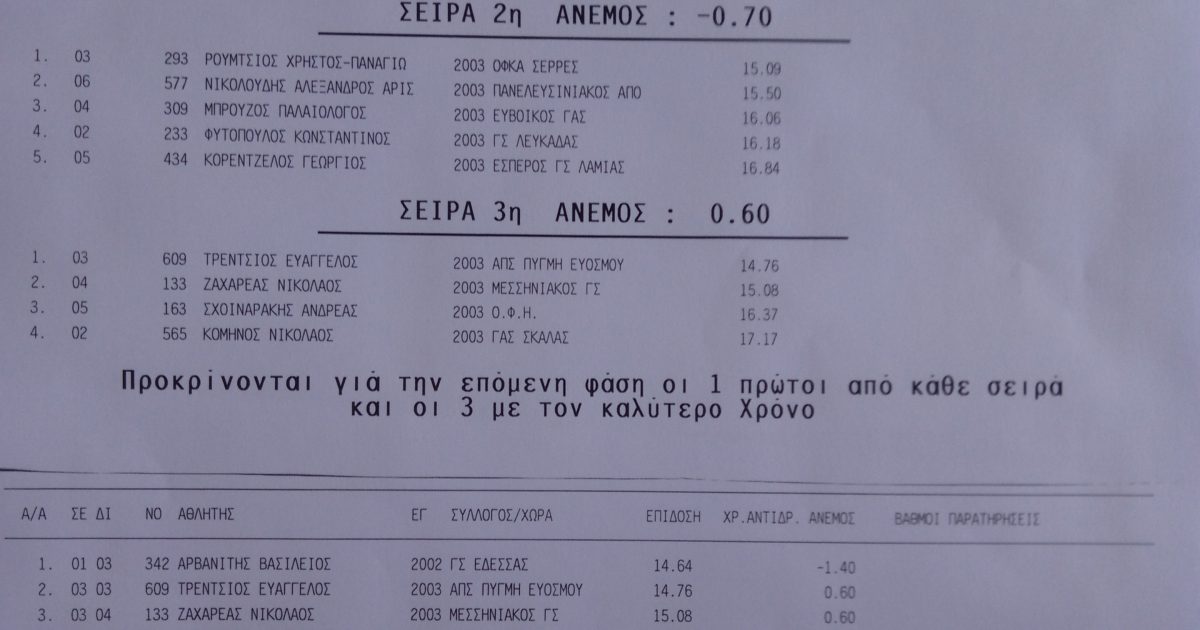 ΣΕΙΡΑ 2η ΑΝΕΜΟΣ : -0.70
1. 03 293 ΡΟΥΜΤΣΙΟΣ ΧΡΗΣΤΟΣ-ΠΑΝΑΓΙΩ 2003 ΟΦΚΑ ΣΕΡΡΕΣ 15.09
2. 06 577 ΝΙΚΟΛΟΥΔΗΣ ΑΛΕΞΑΝΔΡΟΣ ΑΡΙΣ 2003 ΠΑΝΕΛΕΥΣΙΝΙΑΚΟΣ ΑΠΟ 15.50
3. 04 309 ΜΠΡΟΥΖΟΣ ΠΑΛΑΙΟΛΟΓΟΣ 2003 ΕΥΒΟΙΚΟΣ ΓΑΣ 16.06
4. 02 233 ΦΥΤΟΠΟΥΛΟΣ ΚΩΝΣΤΑΝΤΙΝΟΣ 2003 ΓΣ ΛΕΥΚΑΔΑΣ 16.18
5. 05 434 ΚΟΡΕΝΤΖΕΛΟΣ ΓΕΩΡΓΙΟΣ 2003 ΕΣΠΕΡΟΣ ΓΣ ΛΑΜΙΑΣ 16.84
ΣΕΙΡΑ 3η ΑΝΕΜΟΣ : 0.60
1. 03 609 ΤΡΕΝΤΣΙΟΣ ΕΥΑΓΓΕΛΟΣ 2003 ΑΠΣ ΠΥΓΜΗ ΕΥΟΣΜΟΥ 14.76
2. 04 133 ΖΑΧΑΡΕΑΣ ΝΙΚΟΛΑΟΣ 2003 ΜΕΣΣΗΝΙΑΚΟΣ ΓΣ 15.08
3. 05 163 ΣΧΟΙΝΑΡΑΚΗΣ ΑΝΔΡΕΑΣ 2003 Ο.Φ.Η. 16.37
4. 02 565 ΚΟΜΗΝΟΣ ΝΙΚΟΛΑΟΣ 2003 ΓΑΣ ΣΚΑΛΑΣ 17.17
Προκρίνονται γιά την επόμενη φάση οι 1 πρώτοι από κάθε σειρά
και οι 3 με τον καλύτερο Χρόνο
Α/Α ΣΕ ΔΙ ΝΟ ΑΘΛΗΤΗΣ ΕΓ ΣΥΛΛΟΓΟΣ/ΧΩΡΑ ΕΠΙΔΟΣΗ ΧΡ.ΑΝΤΙΔΡ. ΑΝΕΜΟΣ ΒΑΘΜΟΙ ΠΑΡΑΤΗΡΗΣΕΙΣ
1. 01 03 342 ΑΡΒΑΝΙΤΗΣ ΒΑΣΙΛΕΙΟΣ 2002 ΓΣ ΕΔΕΣΣΑΣ 14.64 -1.40
2. 03 03 609 ΤΡΕΝΤΣΙΟΣ ΕΥΑΓΓΕΛΟΣ 2003 ΑΠΣ ΠΥΓΜΗ ΕΥΟΣΜΟΥ 14.76 0.60
3. 03 04 133 ΖΑΧΑΡΕΑΣ ΝΙΚΟΛΑΟΣ 2003 ΜΕΣΣΗΝΙΑΚΟΣ ΓΣ 15.08 0.60